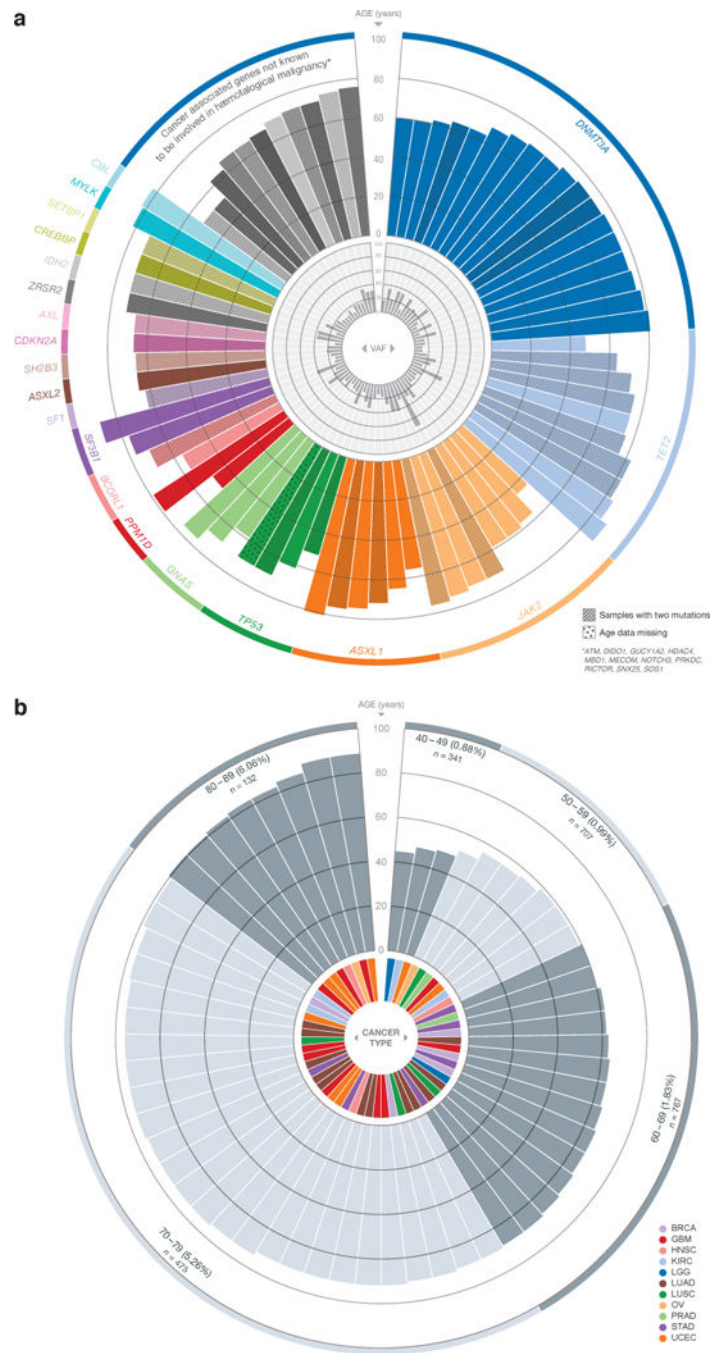 a
AGE (years)
100
80
60
40
20
0
Cancer associated genes not known
to be involved in hæmotalogical malignancy*
DNMT3A
TET2
JAK2
ASXL1
TP53
GNAS
PPM1D
BCORL1
SF3B1
SF1
ASXL2
SH2B3
CDKN2A
AXL
ZRSR2
IDH2
CREBBP
SETBP1
MYLK
CBL
VAF
Samples with two mutations
Age data missing
*ATM, DIDO1, GUCY1A2, HDAC4,
MBD1, MECOM, NOTCH3, PRKDC,
RICTOR, SNX25, SOS1
b
AGE (years)
100
80
60
40
20
0
40–49 (0.88%)
n = 341
50–59 (0.99%)
n = 707
60–69 (1.83%)
n = 767
70–79 (5.26%)
n = 475
80–89 (6.06%)
n = 132
CANCER
TYPE
BRCA
GBM
HNSC
KIRC
LGG
LUAD
LUSC
OV
PRAD
STAD
UCEC